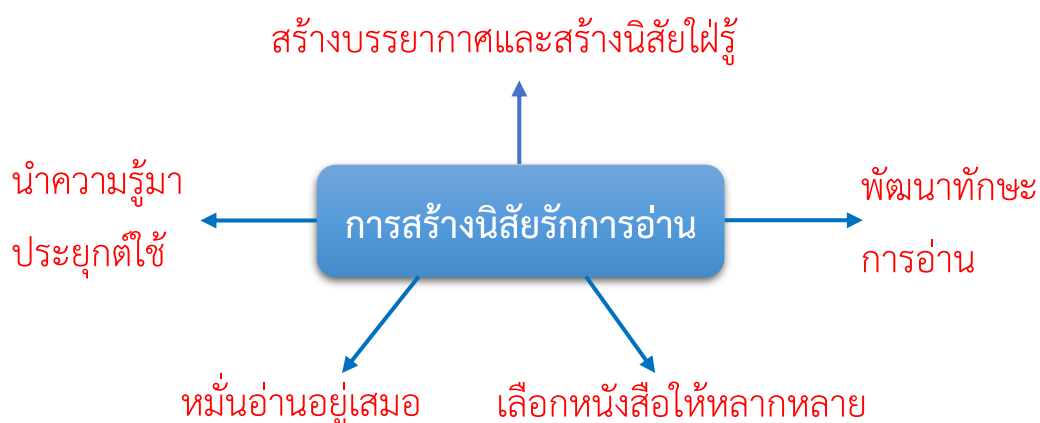 สร้างบรรยากาศและสร้างนิสัยใฝ่รู้
นำความรู้มา
ประยุกต์ใช้
การสร้างนิสัยรักการอ่าน
พัฒนาทักษะ
การอ่าน
หมั่นอ่านอยู่เสมอ
เลือกหนังสือให้หลากหลาย